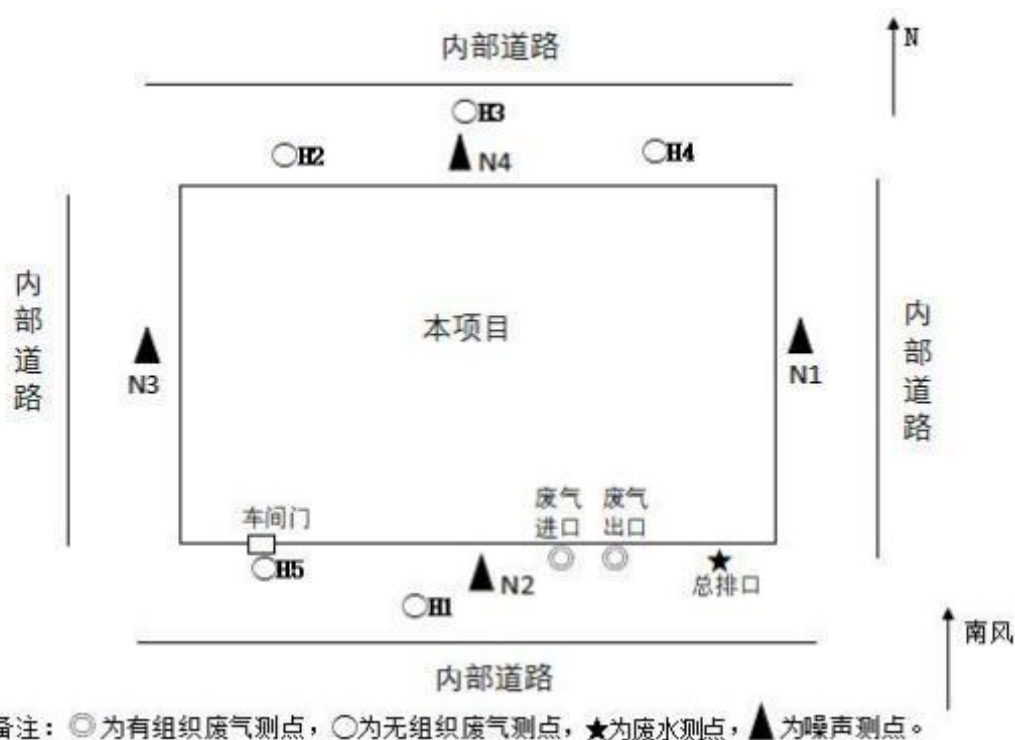 内部道路
N
H3
H2
N4
H4
内部道路
本项目
内部道路
N3
N1
车间门
废气进口
废气出口
H5
N2
总排口
H1
南风
内部道路
备注：◎为有组织废气测点，○为无组织废气测点，★为废水测点，▲为噪声测点。